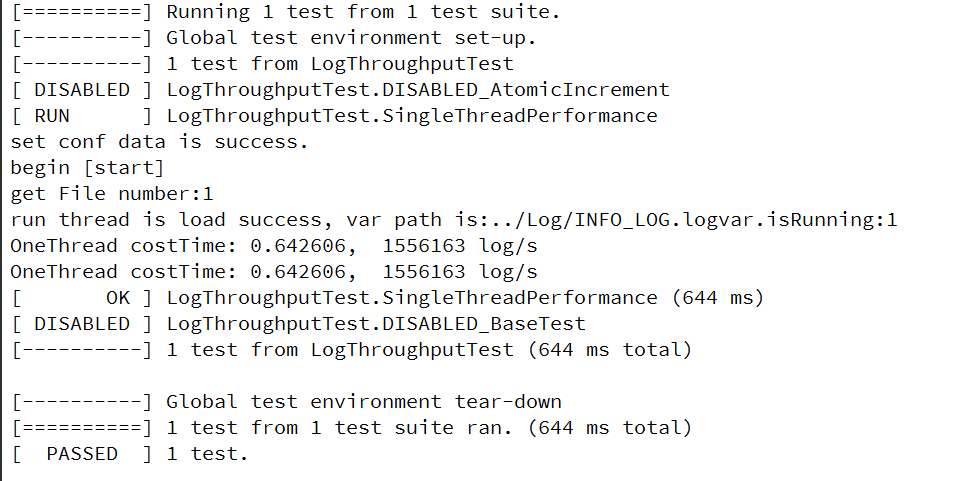 [==========] Running 1 test from 1 test suite.
[----------] Global test environment set-up.
[----------] 1 test from LogThroughputTest
[ DISABLED ] LogThroughputTest.DISABLED_AtomicIncrement
[ RUN      ] LogThroughputTest.SingleThreadPerformance
set conf data is success.
begin [start]
get File number:1
run thread is load success, var path is:../Log/INFO_LOG.logvar.isRunning:1
OneThread costTime: 0.642606,  1556163 log/s
OneThread costTime: 0.642606,  1556163 log/s
[       OK ] LogThroughputTest.SingleThreadPerformance (644 ms)
[ DISABLED ] LogThroughputTest.DISABLED_BaseTest
[----------] 1 test from LogThroughputTest (644 ms total)

[----------] Global test environment tear-down
[==========] 1 test from 1 test suite ran. (644 ms total)
[  PASSED  ] 1 test.